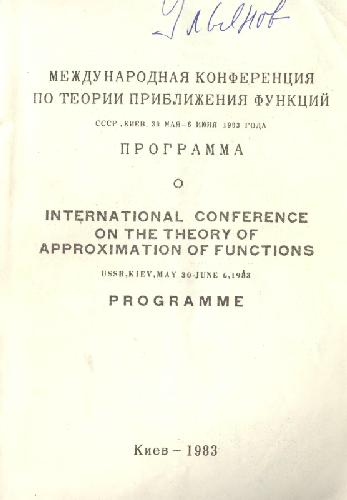 Ульянов
МЕЖДУНАРОДНАЯ КОНФЕРЕНЦИЯ
ПО ТЕОРИИ ПРИБЛИЖЕНИЯ ФУНКЦИЙ
СССР, КИЕВ, 30 МАЯ-6 ИЮНЯ 1983 ГОДА
ПРОГРАММА
INTERNATIONAL CONFERENCE
ON THE THEORY OF
APPROXIMATION OF FUNCTIONS
USSR, KIEV, MAY 30-JUNE 6, 1983
PROGRAMME
Киев — 1983